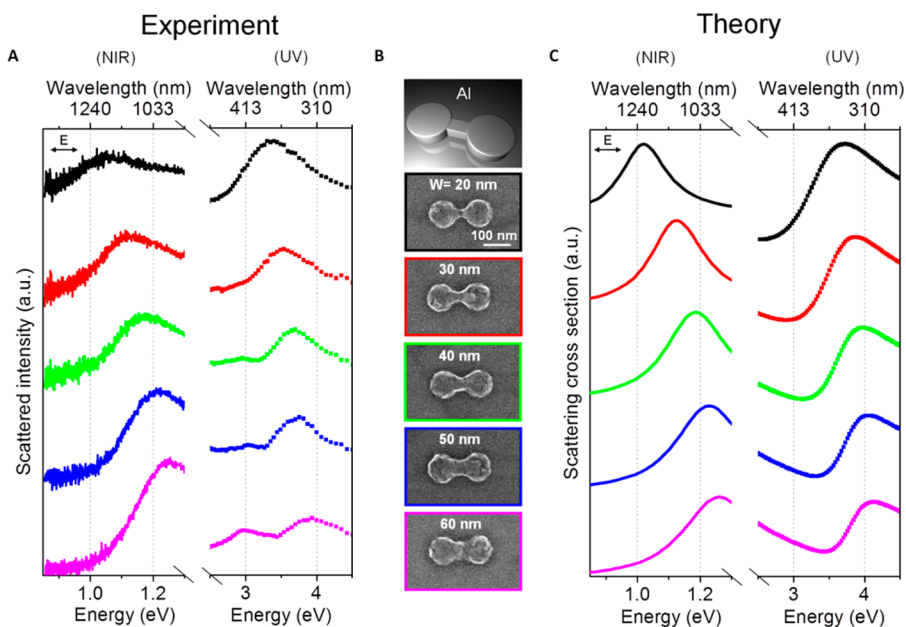 Experiment
Theory
A
(NIR)
(UV)
B
C
(NIR)
(UV)
Wavelength (nm)
Wavelength (nm)
Wavelength (nm)
Wavelength (nm)
1240
1033
413
310
1240
1033
413
310
E
Al
E
W= 20 nm
100 nm
30 nm
40 nm
50 nm
60 nm
Scattered intensity (a.u.)
Scattering cross section (a.u.)
1.0
1.2
3
4
1.0
1.2
3
4
Energy (eV)
Energy (eV)
Energy (eV)
Energy (eV)